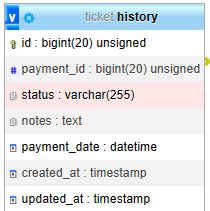 v ticket history
id : bigint(20) unsigned
payment_id : bigint(20) unsigned
status : varchar(255)
notes : text
payment_date : datetime
created_at : timestamp
updated_at : timestamp